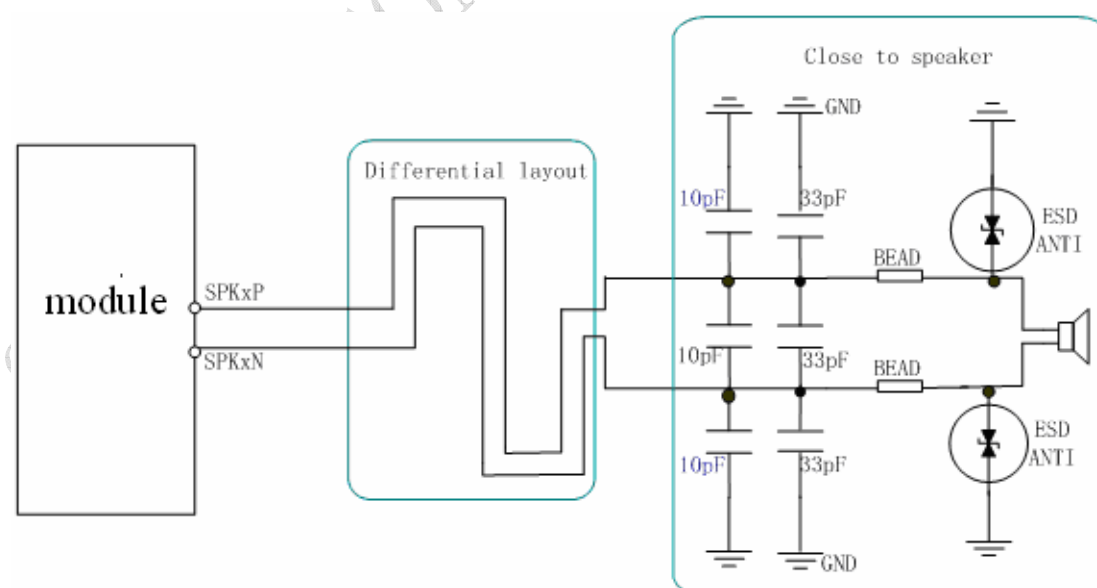 Close to speaker
GND
Differential layout
10pF
33pF
ESD
ANTI
BEAD
module
SPKxP
SPKxN
10pF
33pF
BEAD
10pF
33pF
ESD
ANTI
GND